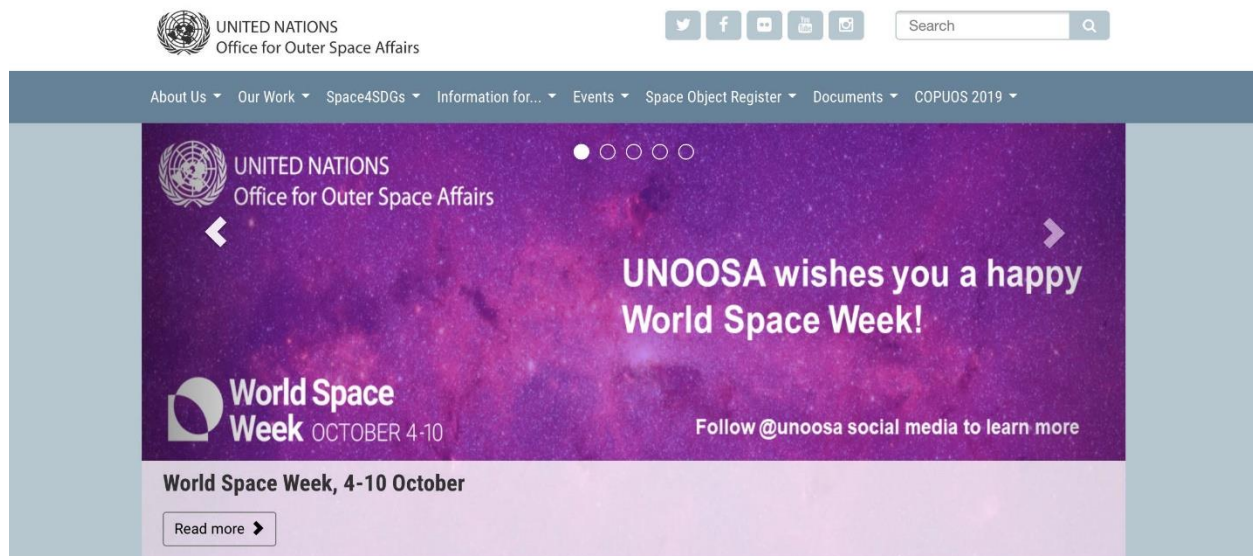 UNITED NATIONS
Office for Outer Space Affairs
Search
About Us Our Work Space4SDGs Information for... Events Space Object Register Documents COPUOS 2019
UNITED NATIONS
Office for Outer Space Affairs
UNOOSA wishes you a happy
World Space Week!
World Space
Week OCTOBER 4-10
Follow @unoosa social media to learn more
World Space Week, 4-10 October
Read more